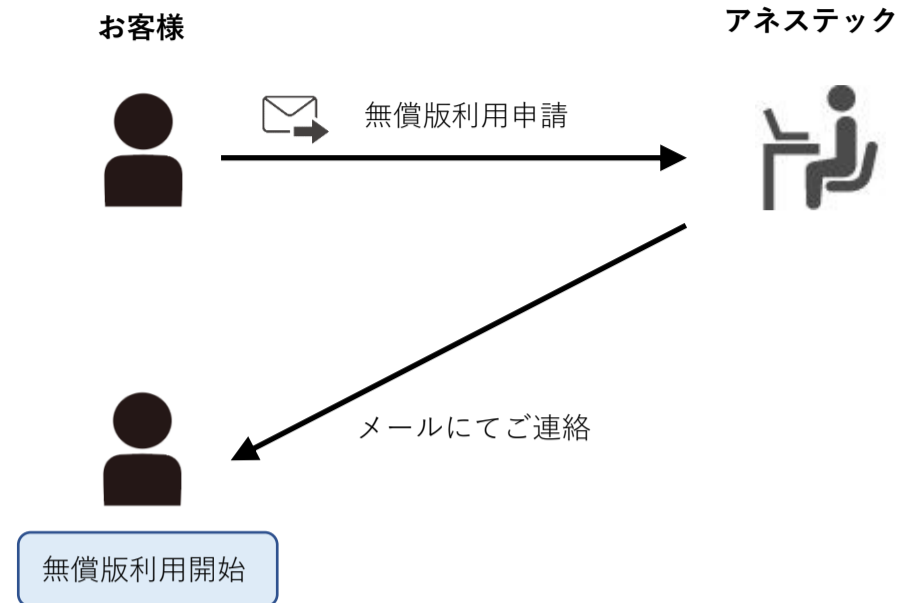 お客様
アネステック
無償版利用申請
メールにてご連絡
無償版利用開始